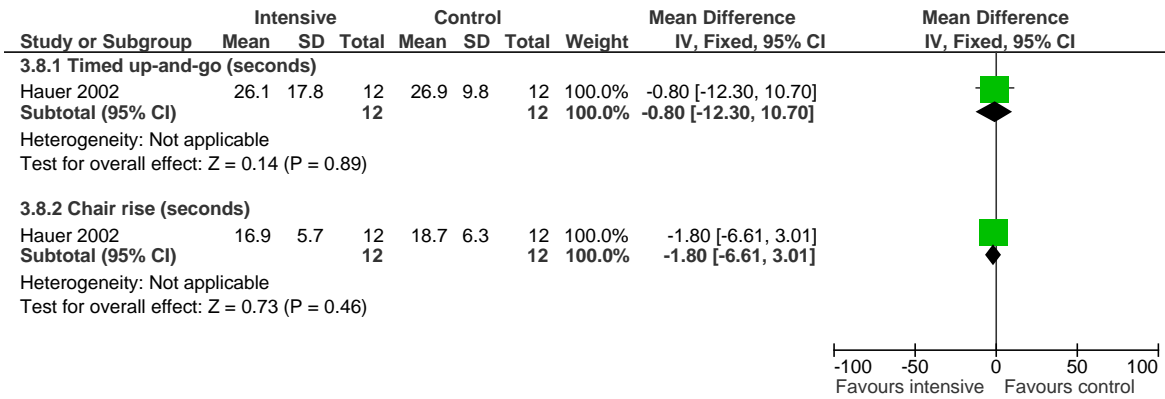 Intensive Control Mean Difference Mean Difference
Study or Subgroup Mean SD Total Mean SD Total Weight IV, Fixed, 95% CI IV, Fixed, 95% CI
3.8.1 Timed up-and-go (seconds)
Hauer 2002 26.1 17.8 12 26.9 9.8 12 100.0% -0.80 [-12.30, 10.70]
Subtotal (95% CI) 12 12 100.0% -0.80 [-12.30, 10.70]
Heterogeneity: Not applicable
Test for overall effect: Z = 0.14 (P = 0.89)
3.8.2 Chair rise (seconds)
Hauer 2002 16.9 5.7 12 18.7 6.3 12 100.0% -1.80 [-6.61, 3.01]
Subtotal (95% CI) 12 12 100.0% -1.80 [-6.61, 3.01]
Heterogeneity: Not applicable
Test for overall effect: Z = 0.73 (P = 0.46)
-100 -50 0 50 100
Favours intensive Favours control